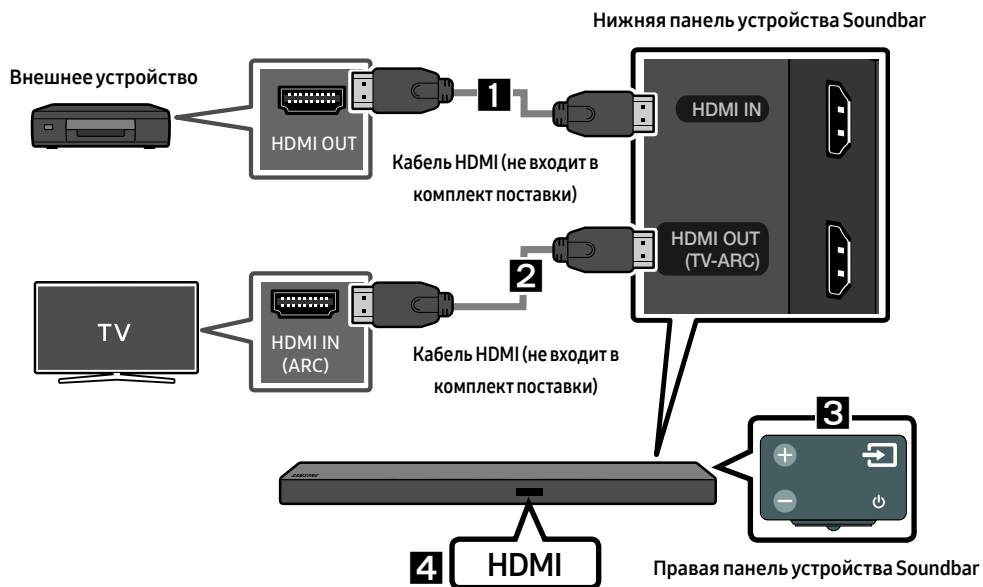 Нижняя панель устройства Soundbar
Внешнее устройство
HDMI OUT
1
HDMI IN
Кабель HDMI (не входит в
комплект поставки)
HDMI OUT
(TV-ARC)
2
TV
HDMI IN
(ARC)
Кабель HDMI (не входит в
комплект поставки)
3
SAMSUNG
4
HDMI
Правая панель устройства Soundbar